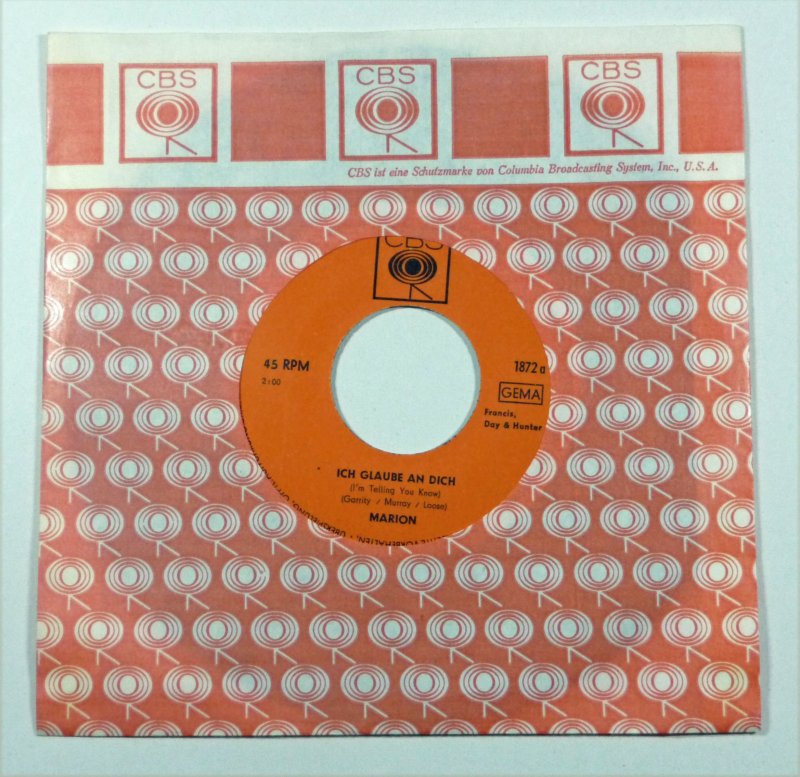 CBS
CBS
CBS
CBS ist eine Schutzmarke von Columbia Broadcasting System, Inc., U.S.A.
CBS
45 RPM
2:00
1872 a
GEMA
Francis,
Day & Hunter
ICH GLAUBE AN DICH
(I'm Telling You Know)
(Garrity / Murray / Loose)
MARION